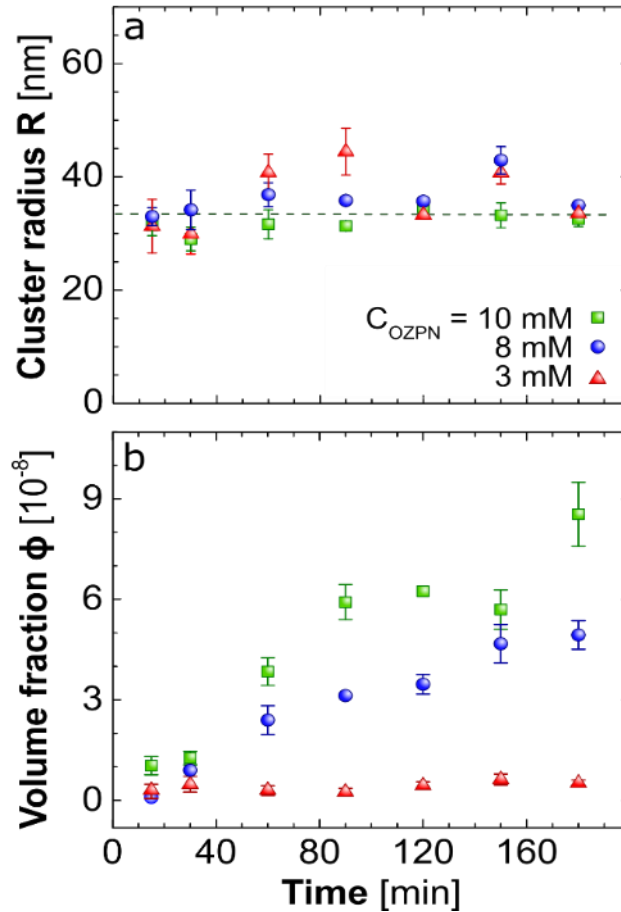 a
Cluster radius R [nm]
60
40
20
0
C_OZPN = 10 mM
8 mM
3 mM
b
Volume fraction ϕ [10⁻⁸]
9
6
3
0
0 40 80 120 160
Time [min]